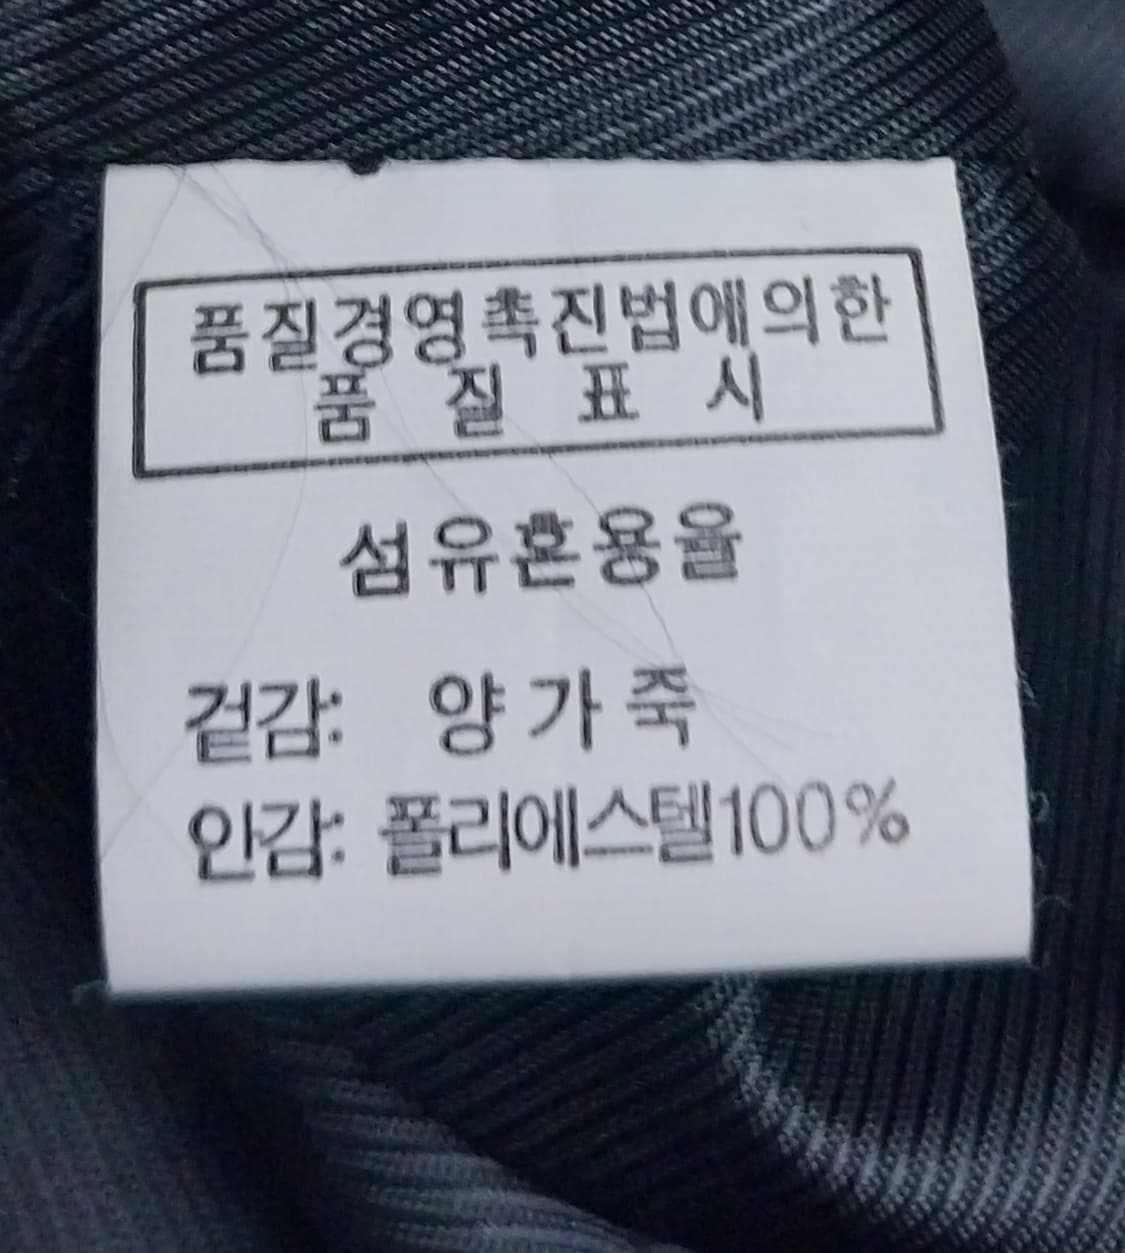 품질경영촉진법에의한
품 질 표 시
섬유혼용율
겉감: 양가죽
인감: 폴리에스텔100%